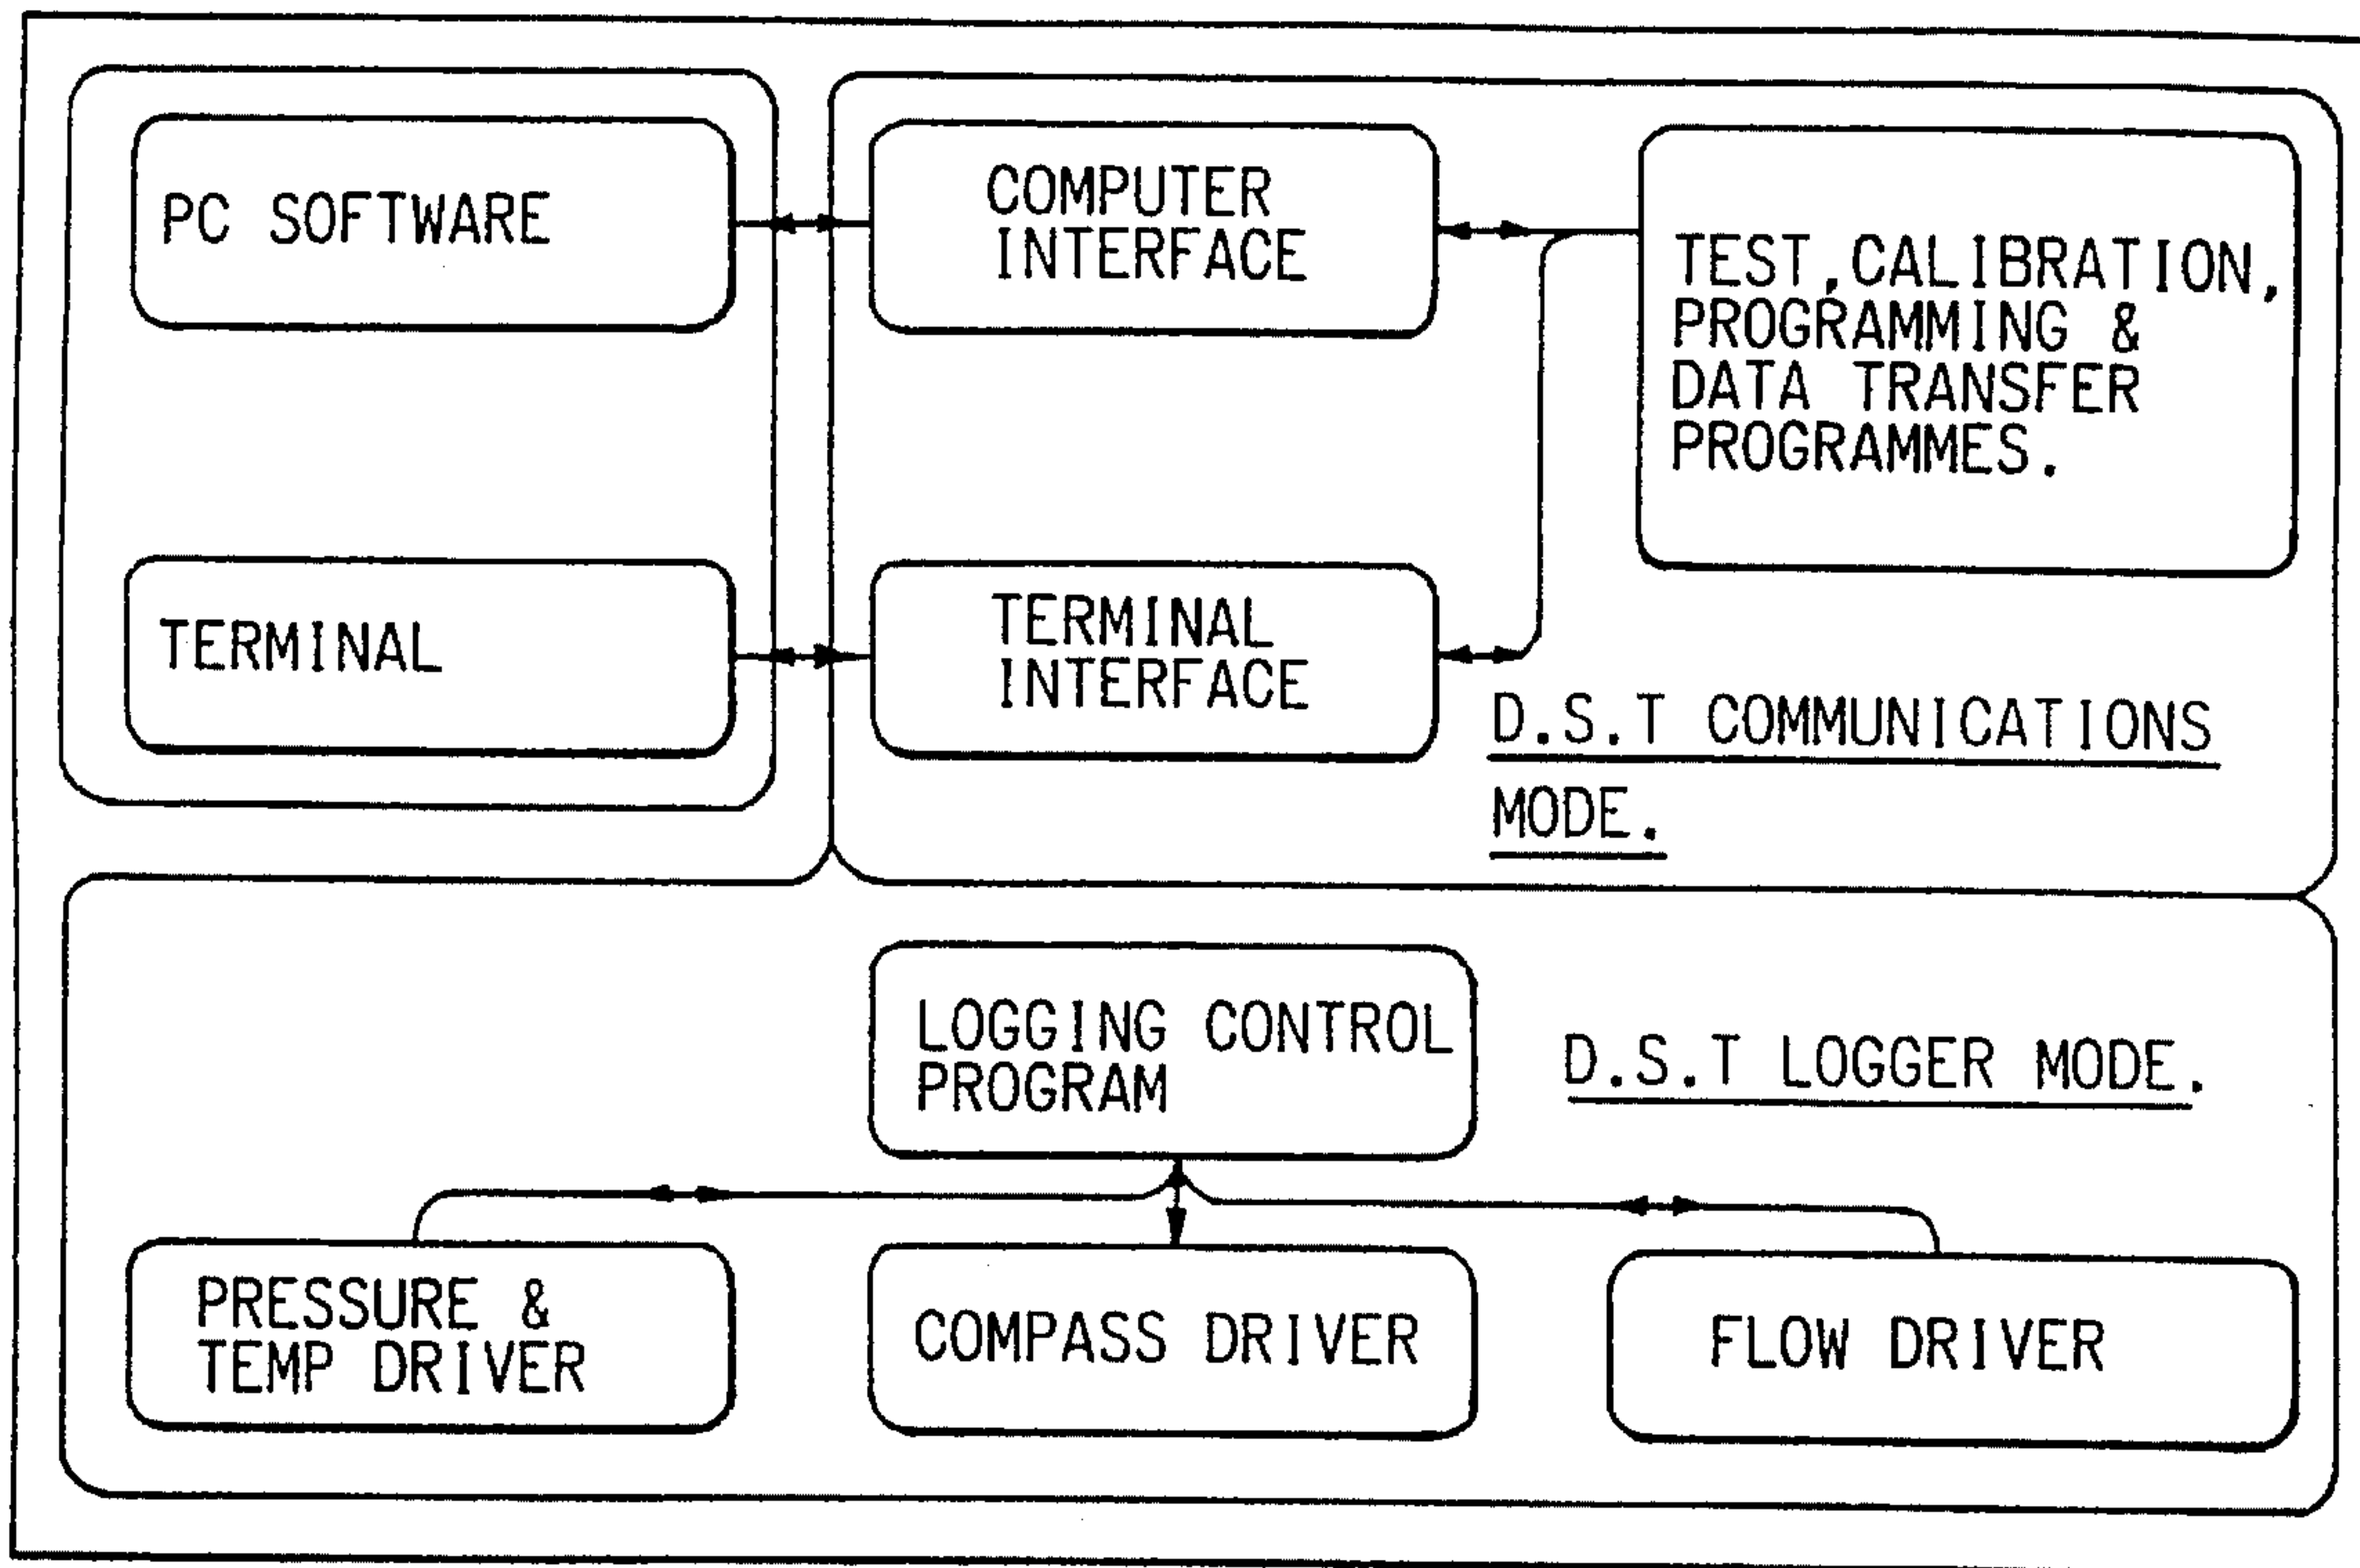 PC SOFTWARE
COMPUTER
INTERFACE
TEST,CALIBRATION,
PROGRAMMING &
DATA TRANSFER
PROGRAMMES.
TERMINAL
TERMINAL
INTERFACE
D.S.T COMMUNICATIONS
MODE.
LOGGING CONTROL
PROGRAM
D.S.T LOGGER MODE.
PRESSURE &
TEMP DRIVER
COMPASS DRIVER
FLOW DRIVER